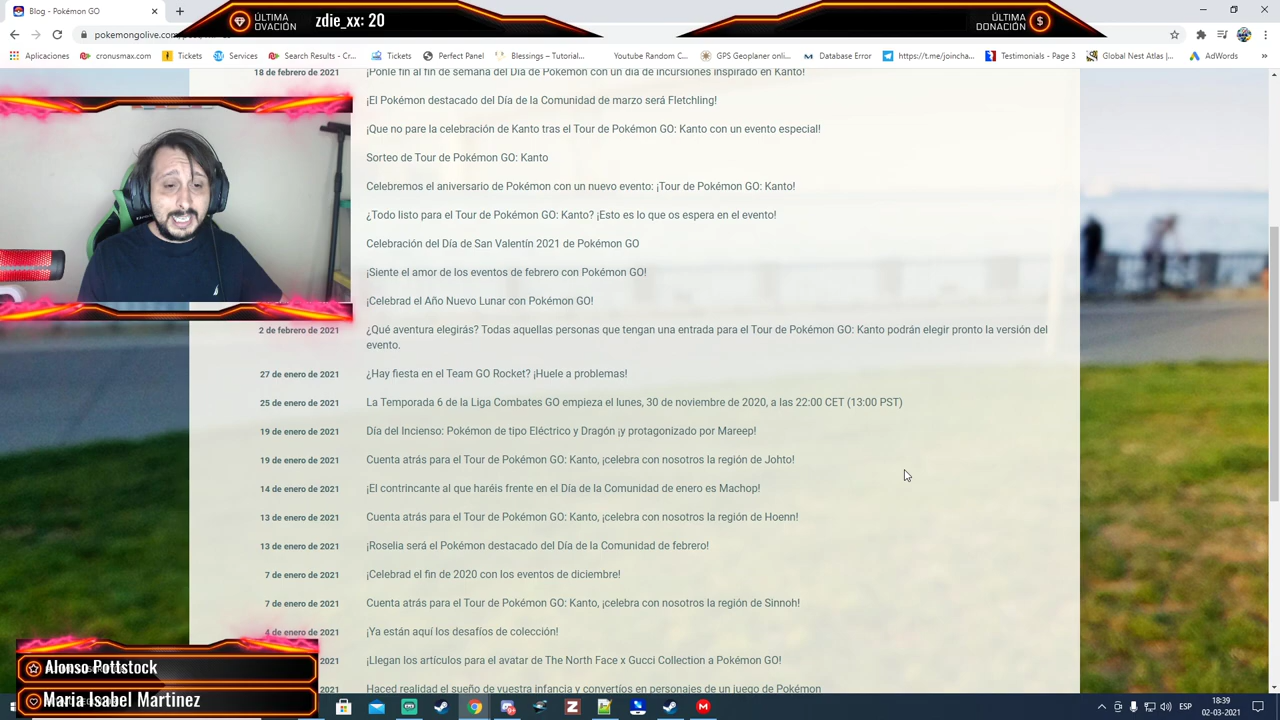 Blog - Pokémon GO
ÚLTIMA OVACIÓN
zdie_xx: 20
ÚLTIMA DONACIÓN
pokemongolive.com
Aplicaciones
cronusmax.com
Tickets
Services
Search Results - Cr...
Tickets
Perfect Panel
Blessings – Tutorial...
Youtube Random C...
GPS Geoplaner onli...
Database Error
https://t.me/joincha...
Testimonials - Page 3
Global Nest Atlas |...
AdWords
18 de febrero de 2021 ¡Ponle fin al fin de semana del Día de Pokémon con un día de incursiones inspirado en Kanto!
¡El Pokémon destacado del Día de la Comunidad de marzo será Fletchling!
¡Que no pare la celebración de Kanto tras el Tour de Pokémon GO: Kanto con un evento especial!
Sorteo de Tour de Pokémon GO: Kanto
Celebremos el aniversario de Pokémon con un nuevo evento: ¡Tour de Pokémon GO: Kanto!
¿Todo listo para el Tour de Pokémon GO: Kanto? ¡Esto es lo que os espera en el evento!
Celebración del Día de San Valentín 2021 de Pokémon GO
¡Siente el amor de los eventos de febrero con Pokémon GO!
¡Celebrad el Año Nuevo Lunar con Pokémon GO!
2 de febrero de 2021 ¿Qué aventura elegirás? Todas aquellas personas que tengan una entrada para el Tour de Pokémon GO: Kanto podrán elegir pronto la versión del
evento.
27 de enero de 2021 ¿Hay fiesta en el Team GO Rocket? ¡Huele a problemas!
25 de enero de 2021 La Temporada 6 de la Liga Combates GO empieza el lunes, 30 de noviembre de 2020, a las 22:00 CET (13:00 PST)
19 de enero de 2021 Día del Incienso: Pokémon de tipo Eléctrico y Dragón ¡y protagonizado por Mareep!
19 de enero de 2021 Cuenta atrás para el Tour de Pokémon GO: Kanto, ¡celebra con nosotros la región de Johto!
14 de enero de 2021 ¡El contrincante al que haréis frente en el Día de la Comunidad de enero es Machop!
13 de enero de 2021 Cuenta atrás para el Tour de Pokémon GO: Kanto, ¡celebra con nosotros la región de Hoenn!
13 de enero de 2021 ¡Roselia será el Pokémon destacado del Día de la Comunidad de febrero!
7 de enero de 2021 ¡Celebrad el fin de 2020 con los eventos de diciembre!
7 de enero de 2021 Cuenta atrás para el Tour de Pokémon GO: Kanto, ¡celebra con nosotros la región de Sinnoh!
4 de enero de 2021 ¡Ya están aquí los desafíos de colección!
2021 ¡Llegan los artículos para el avatar de The North Face x Gucci Collection a Pokémon GO!
2021 Haced realidad el sueño de vuestra infancia y convertíos en personajes de un juego de Pokémon
Alonso Pottstock
Maria Isabel Martinez
ESP
18:39
02-03-2021